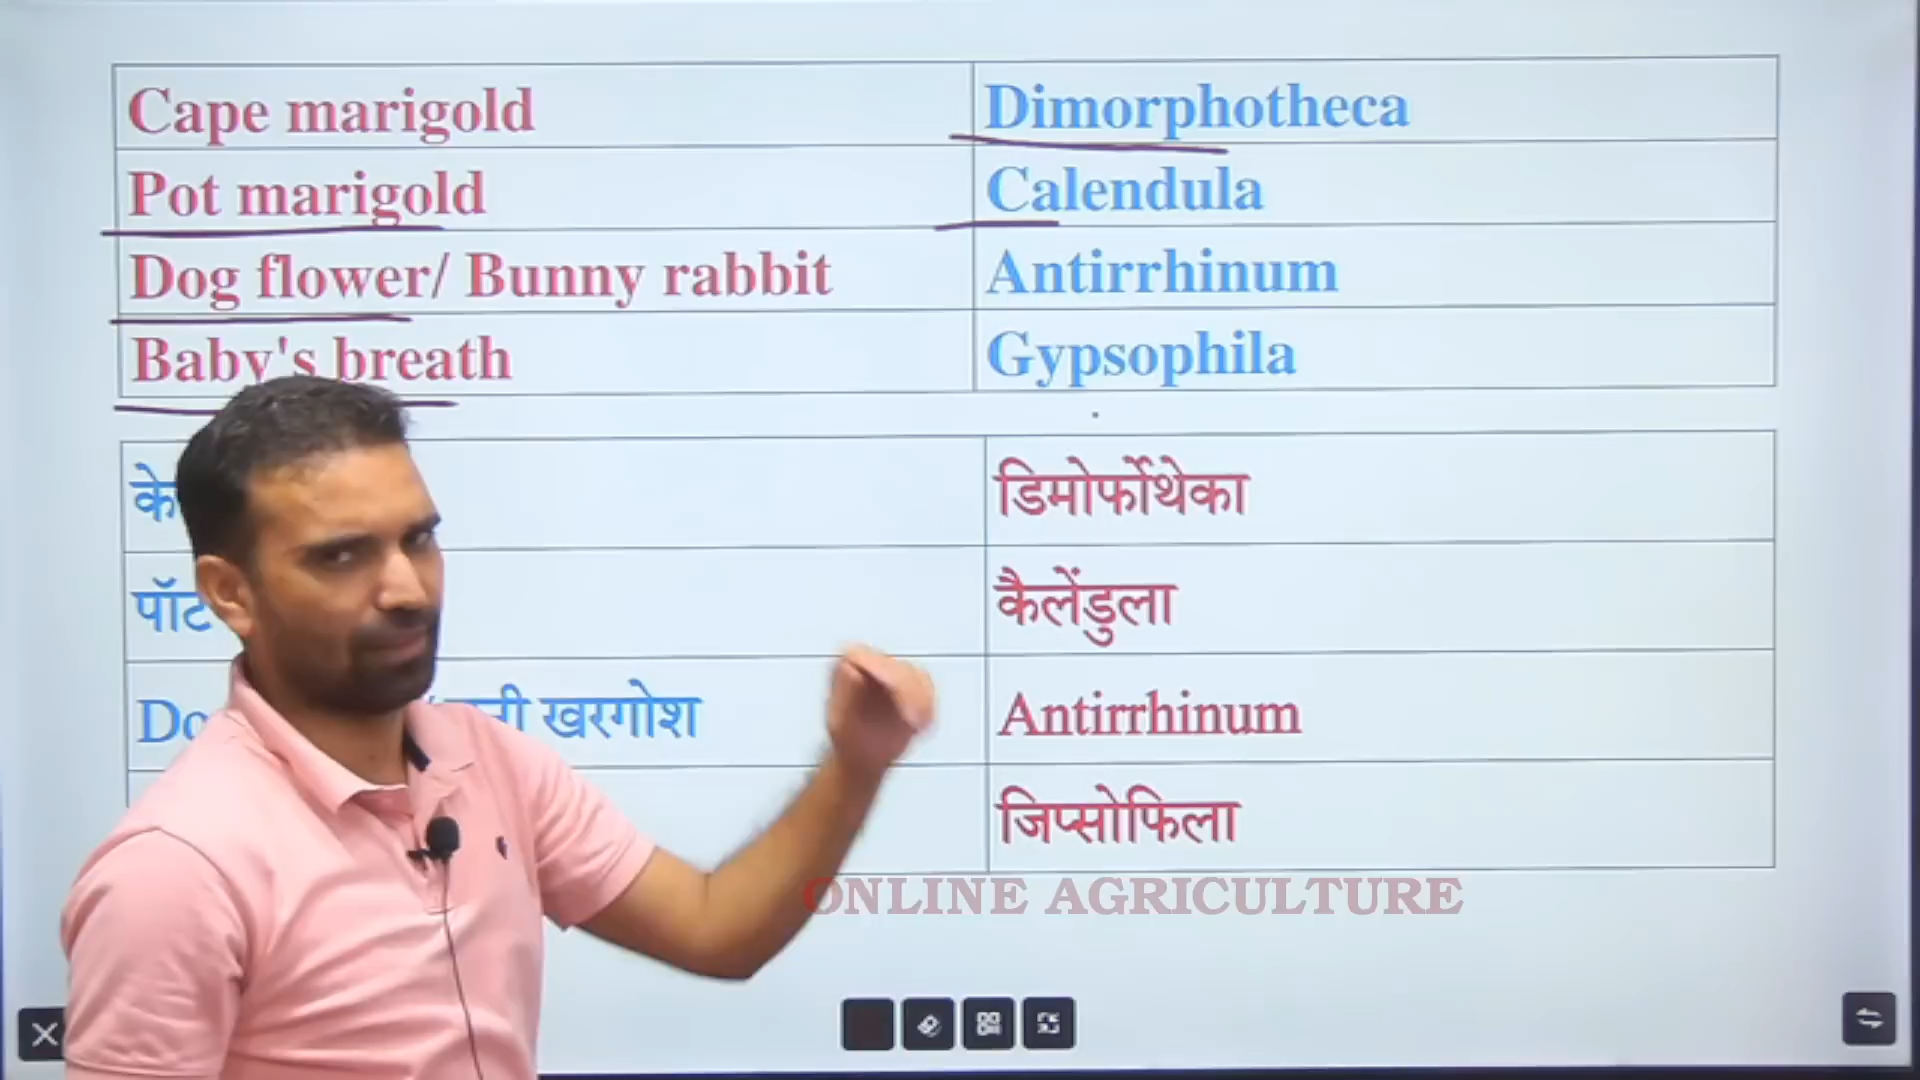 Cape marigold Dimorphotheca
Pot marigold Calendula
Dog flower/ Bunny rabbit Antirrhinum
Baby's breath Gypsophila
डिमोर्फोथेका
कैलेंडुला
खरगोश Antirrhinum
जिप्सोफिला
ONLINE AGRICULTURE